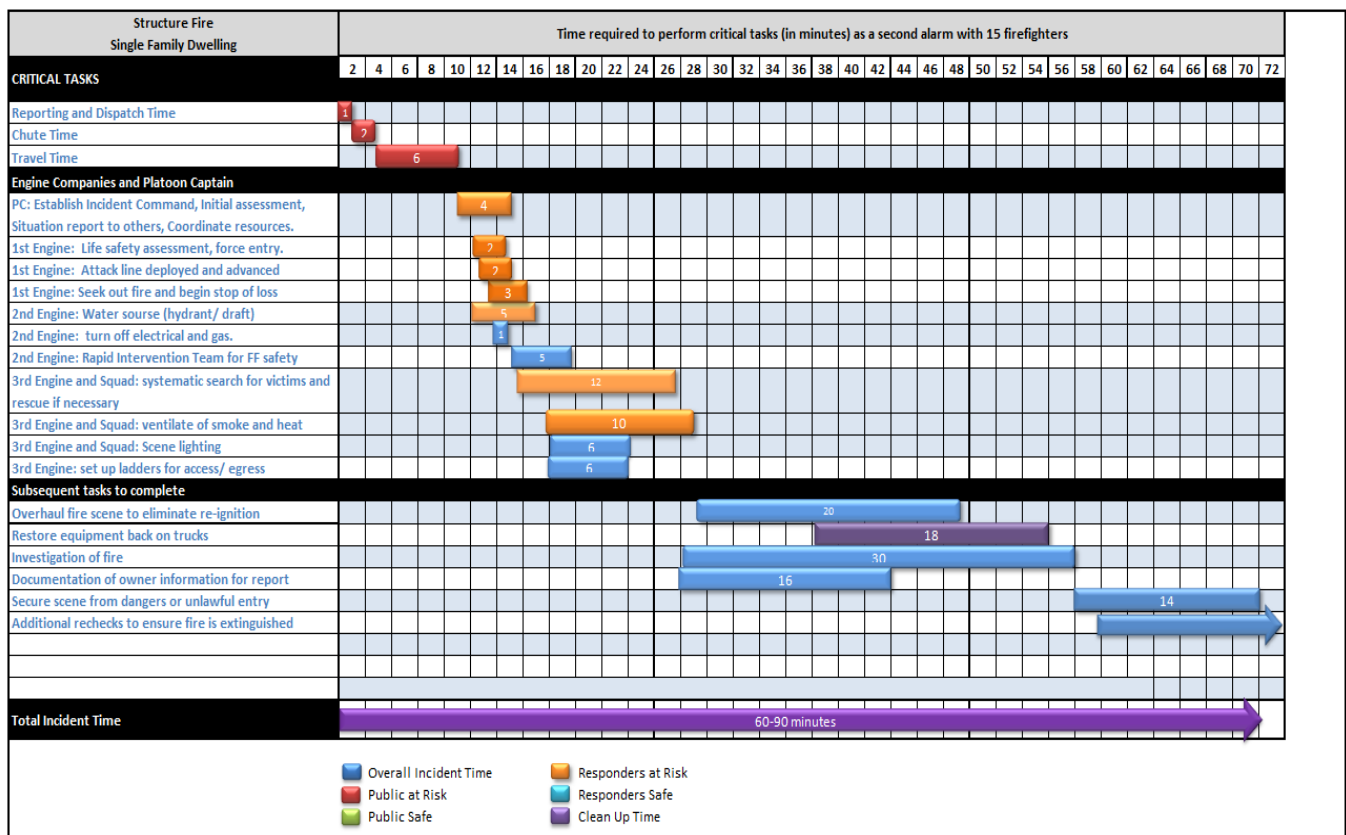 Structure Fire
Single Family Dwelling
Time required to perform critical tasks (in minutes) as a second alarm with 15 firefighters
CRITICAL TASKS
2 4 6 8 10 12 14 16 18 20 22 24 26 28 30 32 34 36 38 40 42 44 46 48 50 52 54 56 58 60 62 64 66 68 70 72
Reporting and Dispatch Time
1
Chute Time
2
Travel Time
6
Engine Companies and Platoon Captain
PC: Establish Incident Command, Initial assessment,
Situation report to others, Coordinate resources.
4
1st Engine: Life safety assessment, force entry.
2
1st Engine: Attack line deployed and advanced
2
1st Engine: Seek out fire and begin stop of loss
3
2nd Engine: Water sourse (hydrant/ draft)
5
2nd Engine: turn off electrical and gas.
1
2nd Engine: Rapid Intervention Team for FF safety
5
3rd Engine and Squad: systematic search for victims and
rescue if necessary
12
3rd Engine and Squad: ventilate of smoke and heat
10
3rd Engine and Squad: Scene lighting
6
3rd Engine: set up ladders for access/ egress
6
Subsequent tasks to complete
Overhaul fire scene to eliminate re-ignition
20
Restore equipment back on trucks
18
Investigation of fire
30
Documentation of owner information for report
16
Secure scene from dangers or unlawful entry
14
Additional rechecks to ensure fire is extinguished
Total Incident Time
60-90 minutes
Overall Incident Time
Responders at Risk
Public at Risk
Responders Safe
Public Safe
Clean Up Time